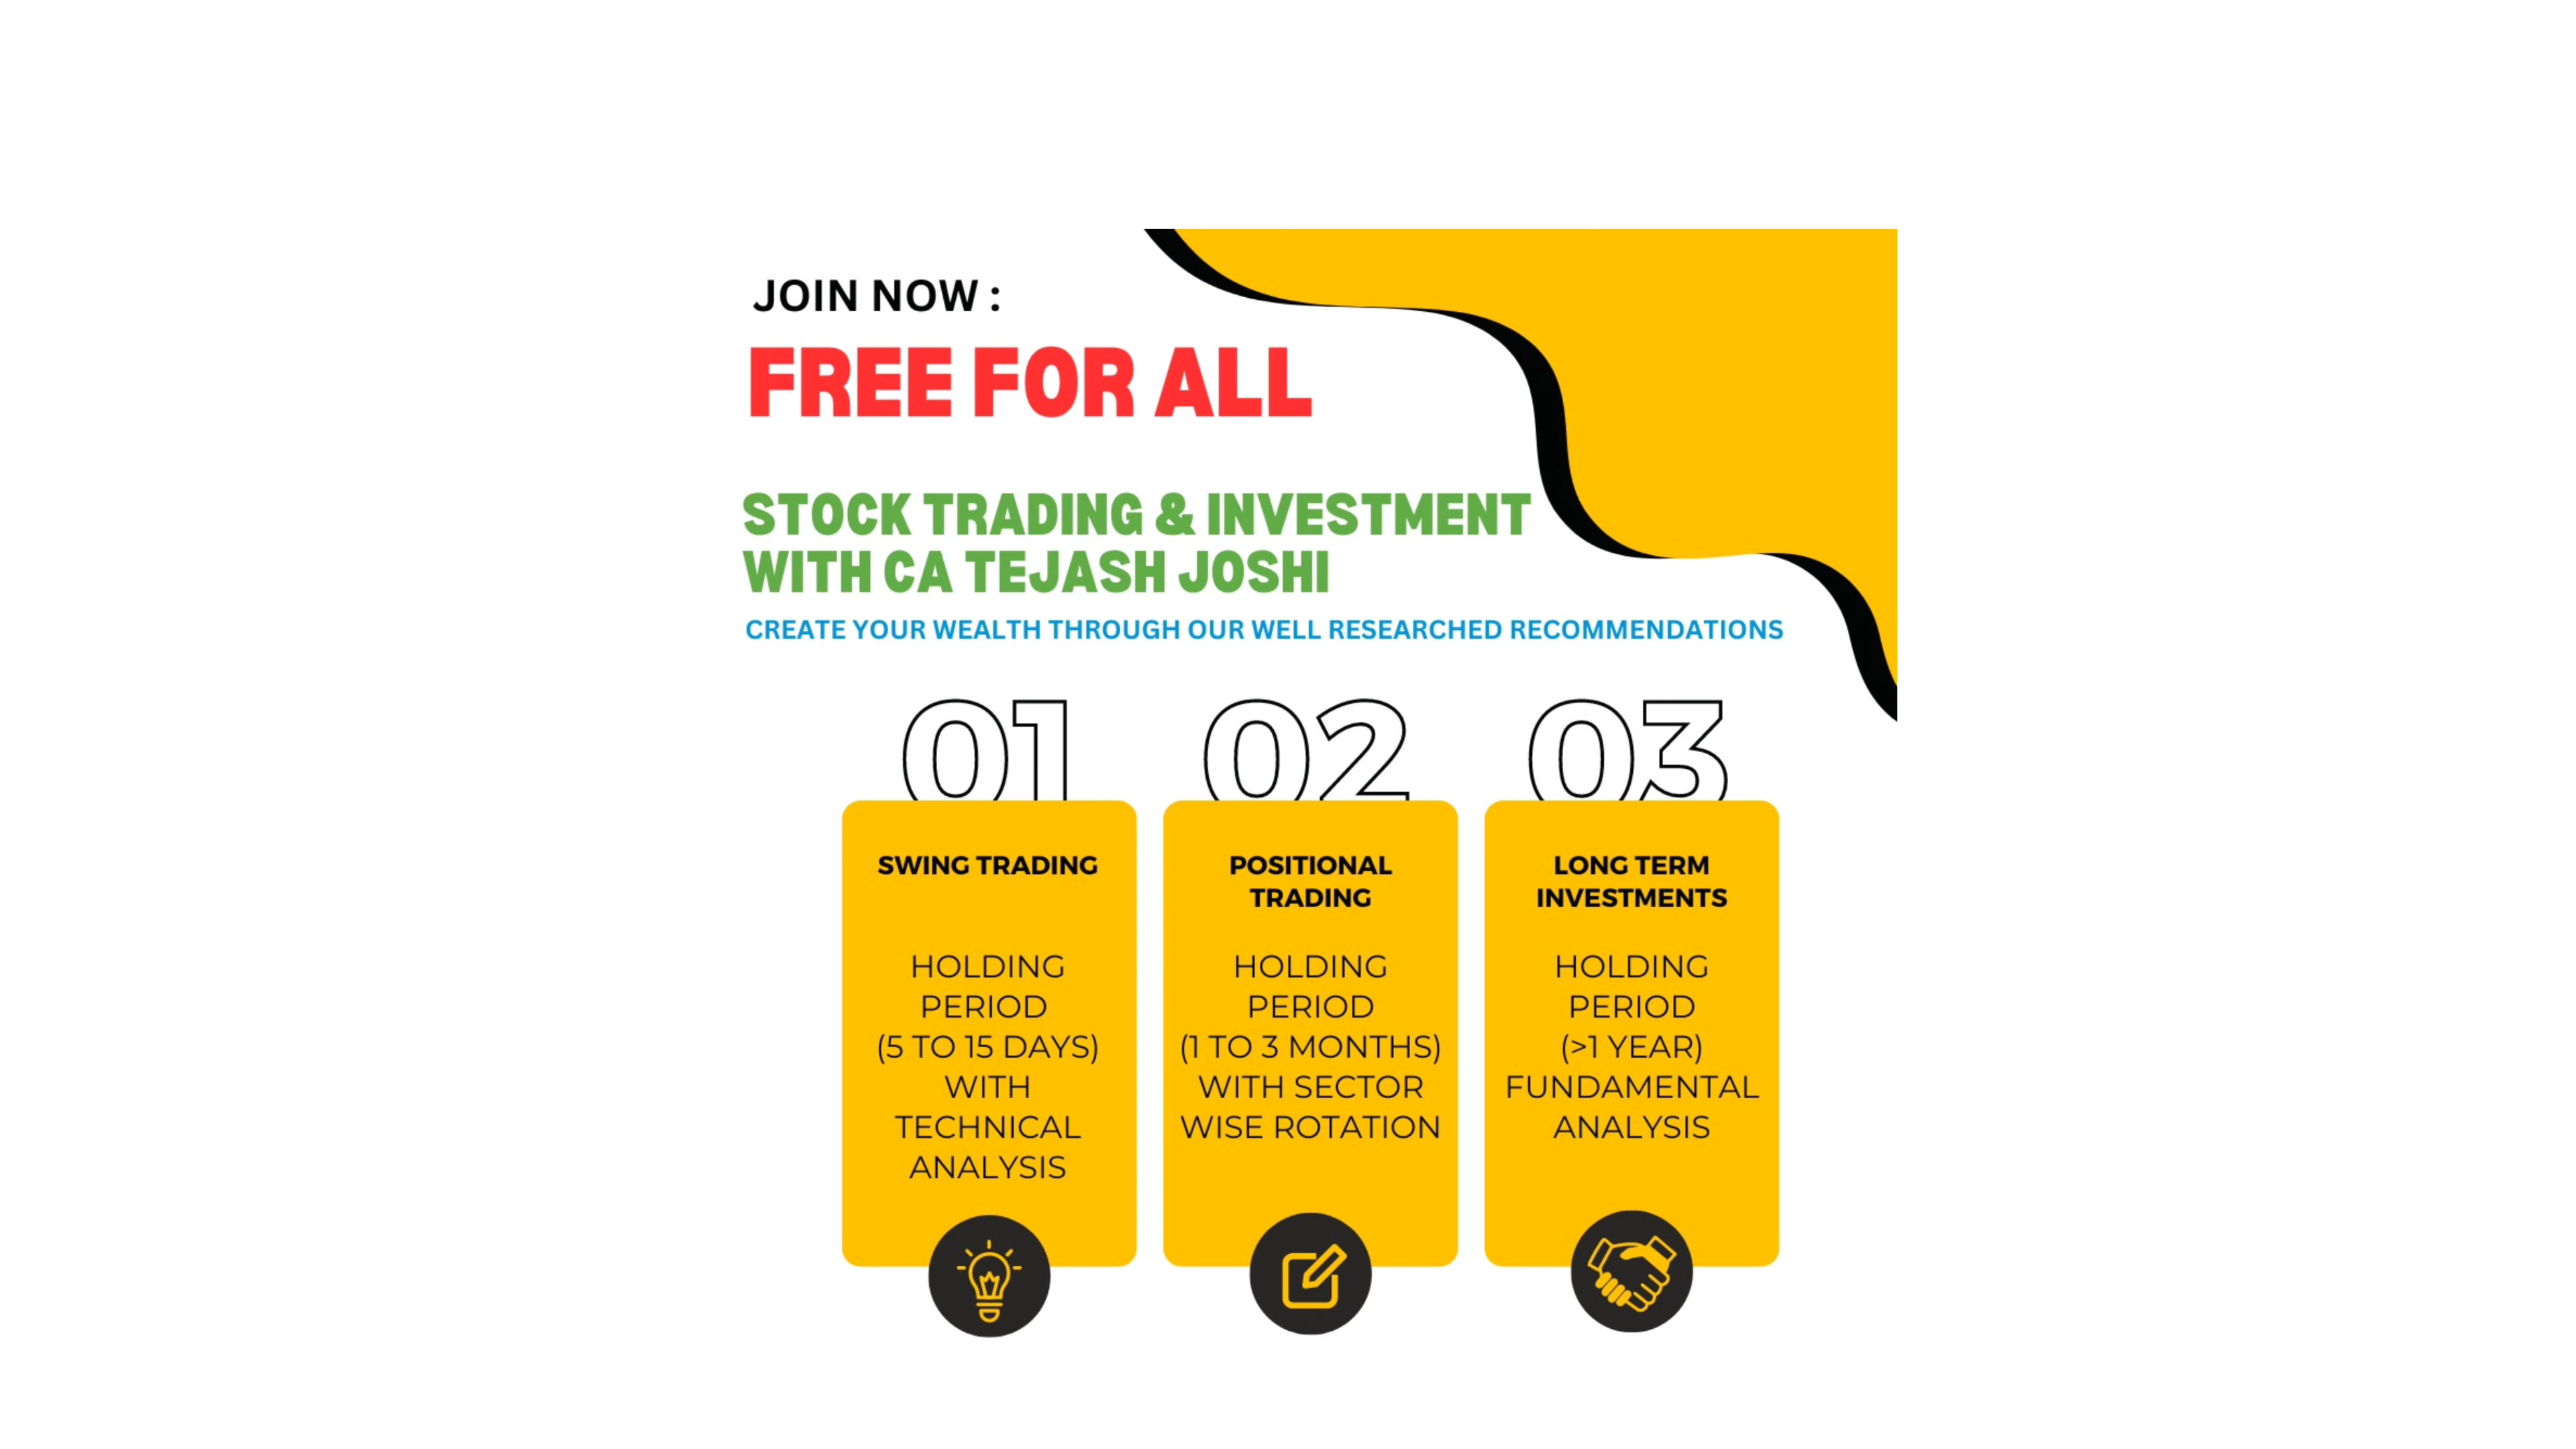 JOIN NOW :
FREE FOR ALL
STOCK TRADING & INVESTMENT
WITH CA TEJASH JOSHI
CREATE YOUR WEALTH THROUGH OUR WELL RESEARCHED RECOMMENDATIONS
01
SWING TRADING
HOLDING
PERIOD
(5 TO 15 DAYS)
WITH
TECHNICAL
ANALYSIS
02
POSITIONAL
TRADING
HOLDING
PERIOD
(1 TO 3 MONTHS)
WITH SECTOR
WISE ROTATION
03
LONG TERM
INVESTMENTS
HOLDING
PERIOD
(>1 YEAR)
FUNDAMENTAL
ANALYSIS